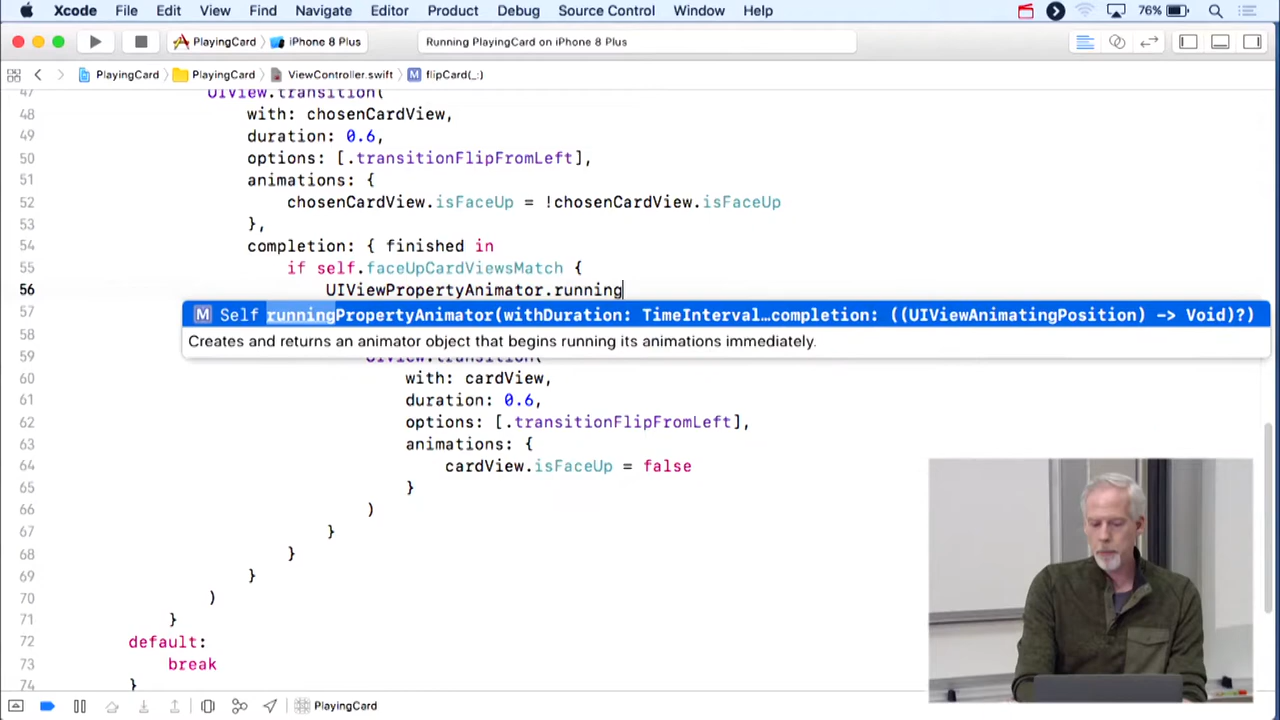 Xcode File Edit View Find Navigate Editor Product Debug Source Control Window Help 76%
PlayingCard iPhone 8 Plus Running PlayingCard on iPhone 8 Plus
PlayingCard PlayingCard ViewController.swift M flipCard(_:)
47 UIView.transition(
48 with: chosenCardView,
49 duration: 0.6,
50 options: [.transitionFlipFromLeft],
51 animations: {
52 chosenCardView.isFaceUp = !chosenCardView.isFaceUp
53 },
54 completion: { finished in
55 if self.faceUpCardViewsMatch {
56 UIViewPropertyAnimator.running
57 M Self runningPropertyAnimator(withDuration: TimeInterval…completion: ((UIViewAnimatingPosition) -> Void)?)
Creates and returns an animator object that begins running its animations immediately.
59 UIView.transition(
60 with: cardView,
61 duration: 0.6,
62 options: [.transitionFlipFromLeft],
63 animations: {
64 cardView.isFaceUp = false
65 }
66 )
67 }
68 }
69 }
70 )
71 }
72 default:
73 break
74 }
PlayingCard